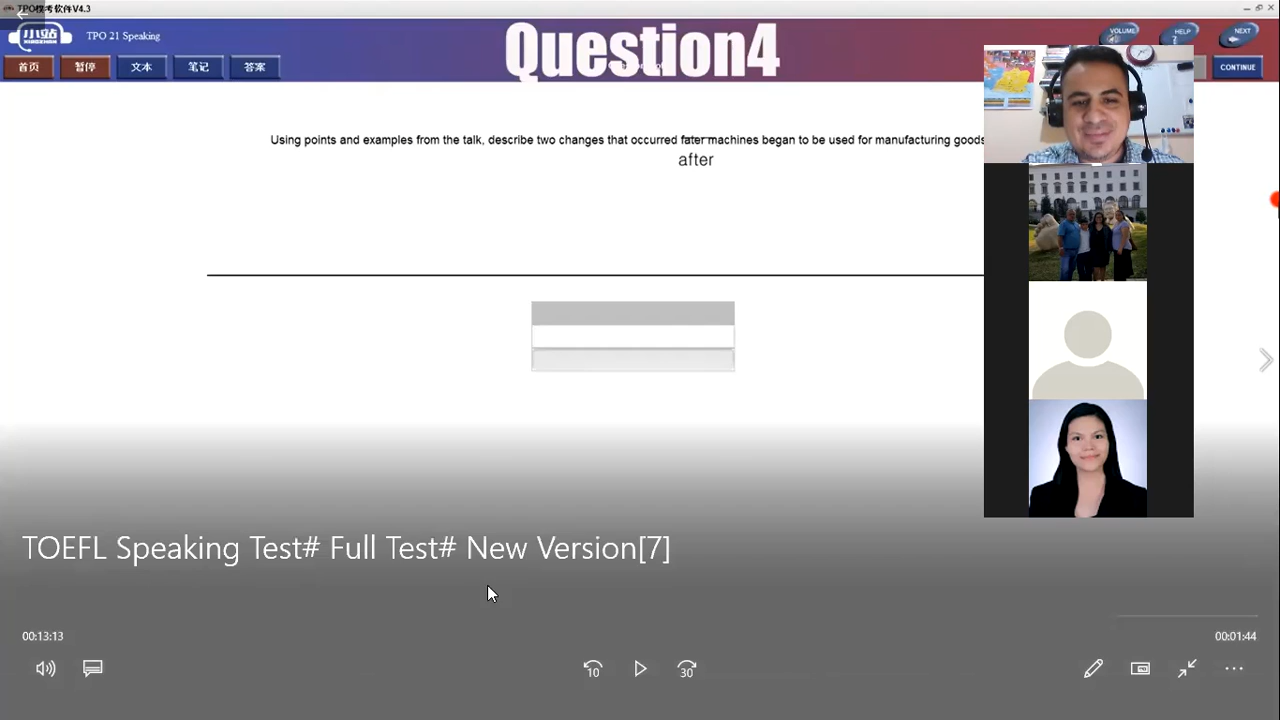 TPO模考软件V4.3
小站
XIAOZHAN
TPO 21 Speaking
Question4
VOLUME
HELP
NEXT
首页
暂停
文本
笔记
答案
CONTINUE
Using points and examples from the talk, describe two changes that occurred fater machines began to be used for manufacturing goods
after
TOEFL Speaking Test# Full Test# New Version[7]
00:13:13
00:01:44
10
30